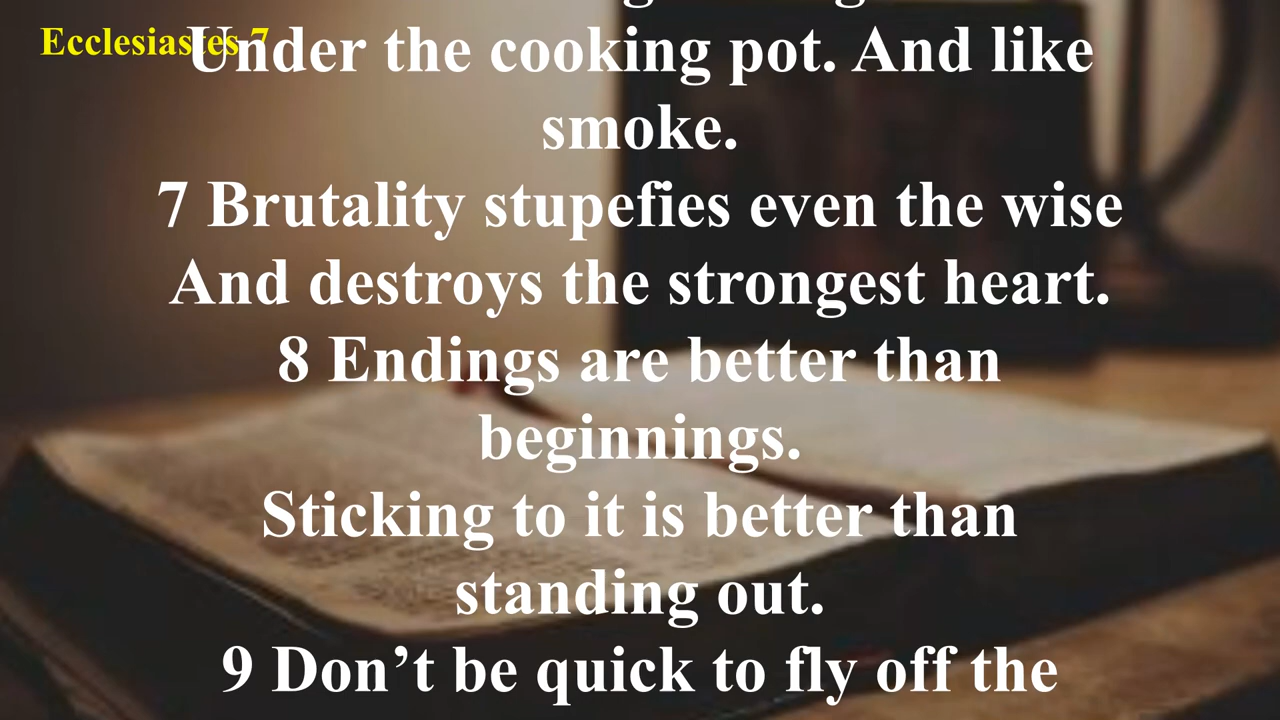 Ecclesiastes 7
Under the cooking pot. And like
smoke.
7 Brutality stupefies even the wise
And destroys the strongest heart.
8 Endings are better than
beginnings.
Sticking to it is better than
standing out.
9 Don’t be quick to fly off the